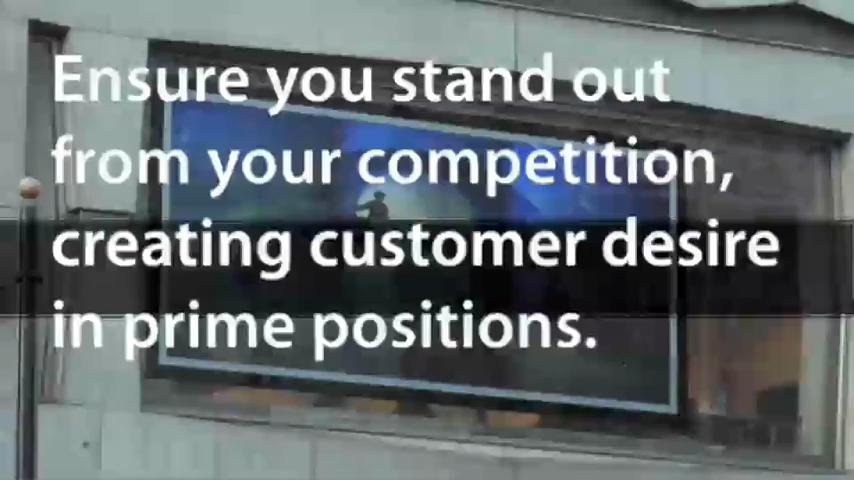 Ensure you stand out
from your competition,
creating customer desire
in prime positions.